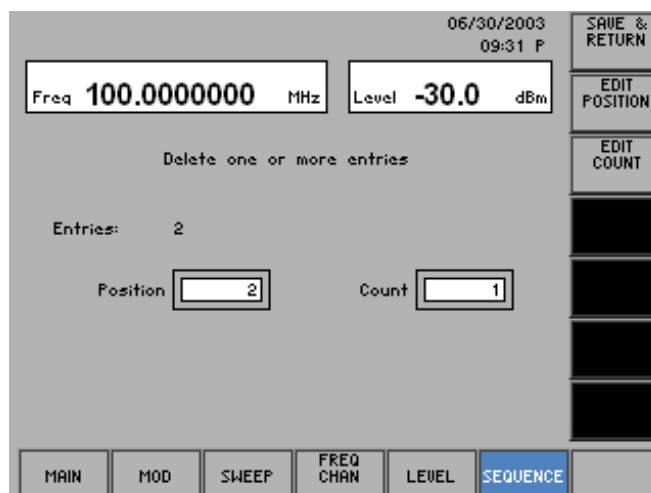 06/30/2003
09:31 P
Freq 100.0000000 MHz
Level -30.0 dBm
Delete one or more entries
Entries: 2
Position 2
Count 1
SAVE &
RETURN
EDIT
POSITION
EDIT
COUNT
MAIN
MOD
SWEEP
FREQ
CHAN
LEVEL
SEQUENCE